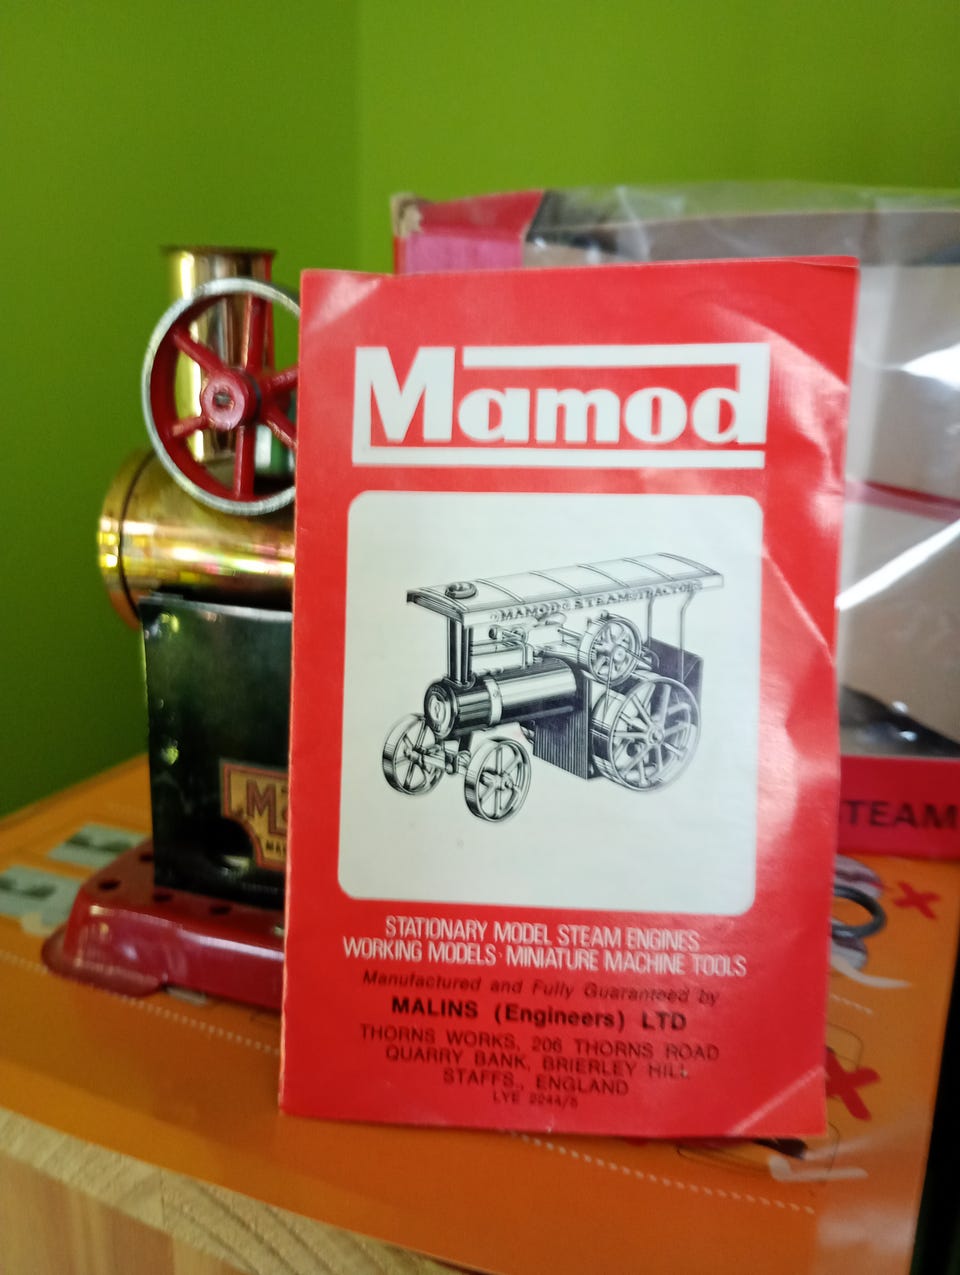 Mamod
MAMOD STEAM TRACTOR
STATIONARY MODEL STEAM ENGINES
WORKING MODELS · MINIATURE MACHINE TOOLS
Manufactured and Fully Guaranteed by
MALINS (Engineers) LTD
THORNS WORKS, 206 THORNS ROAD
QUARRY BANK, BRIERLEY HILL
STAFFS., ENGLAND
LYE 2244/5
STEAM